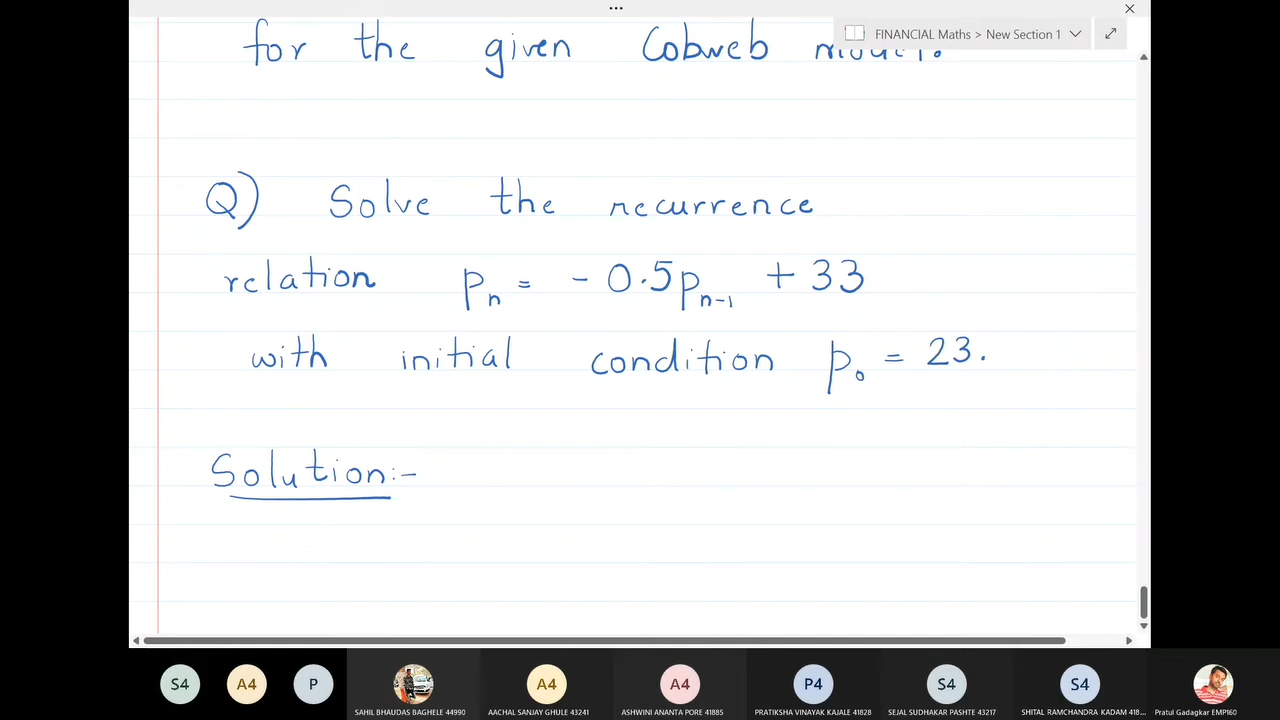 FINANCIAL Maths > New Section 1
for the given Cobweb model.
Q) Solve the recurrence
relation pₙ = - 0.5pₙ₋₁ + 33
with initial condition p₀ = 23.
Solution:-
S4 A4 P A4 A4 P4 S4 S4
SAHIL BHAUDAS BAGHELE 44990 AACHAL SANJAY GHULE 43241 ASHWINI ANANTA PORE 41885 PRATIKSHA VINAYAK KAJALE 41828 SEJAL SUDHAKAR PASHTE 43217 SHITAL RAMCHANDRA KADAM 418... Pratul Gadagkar EMP160